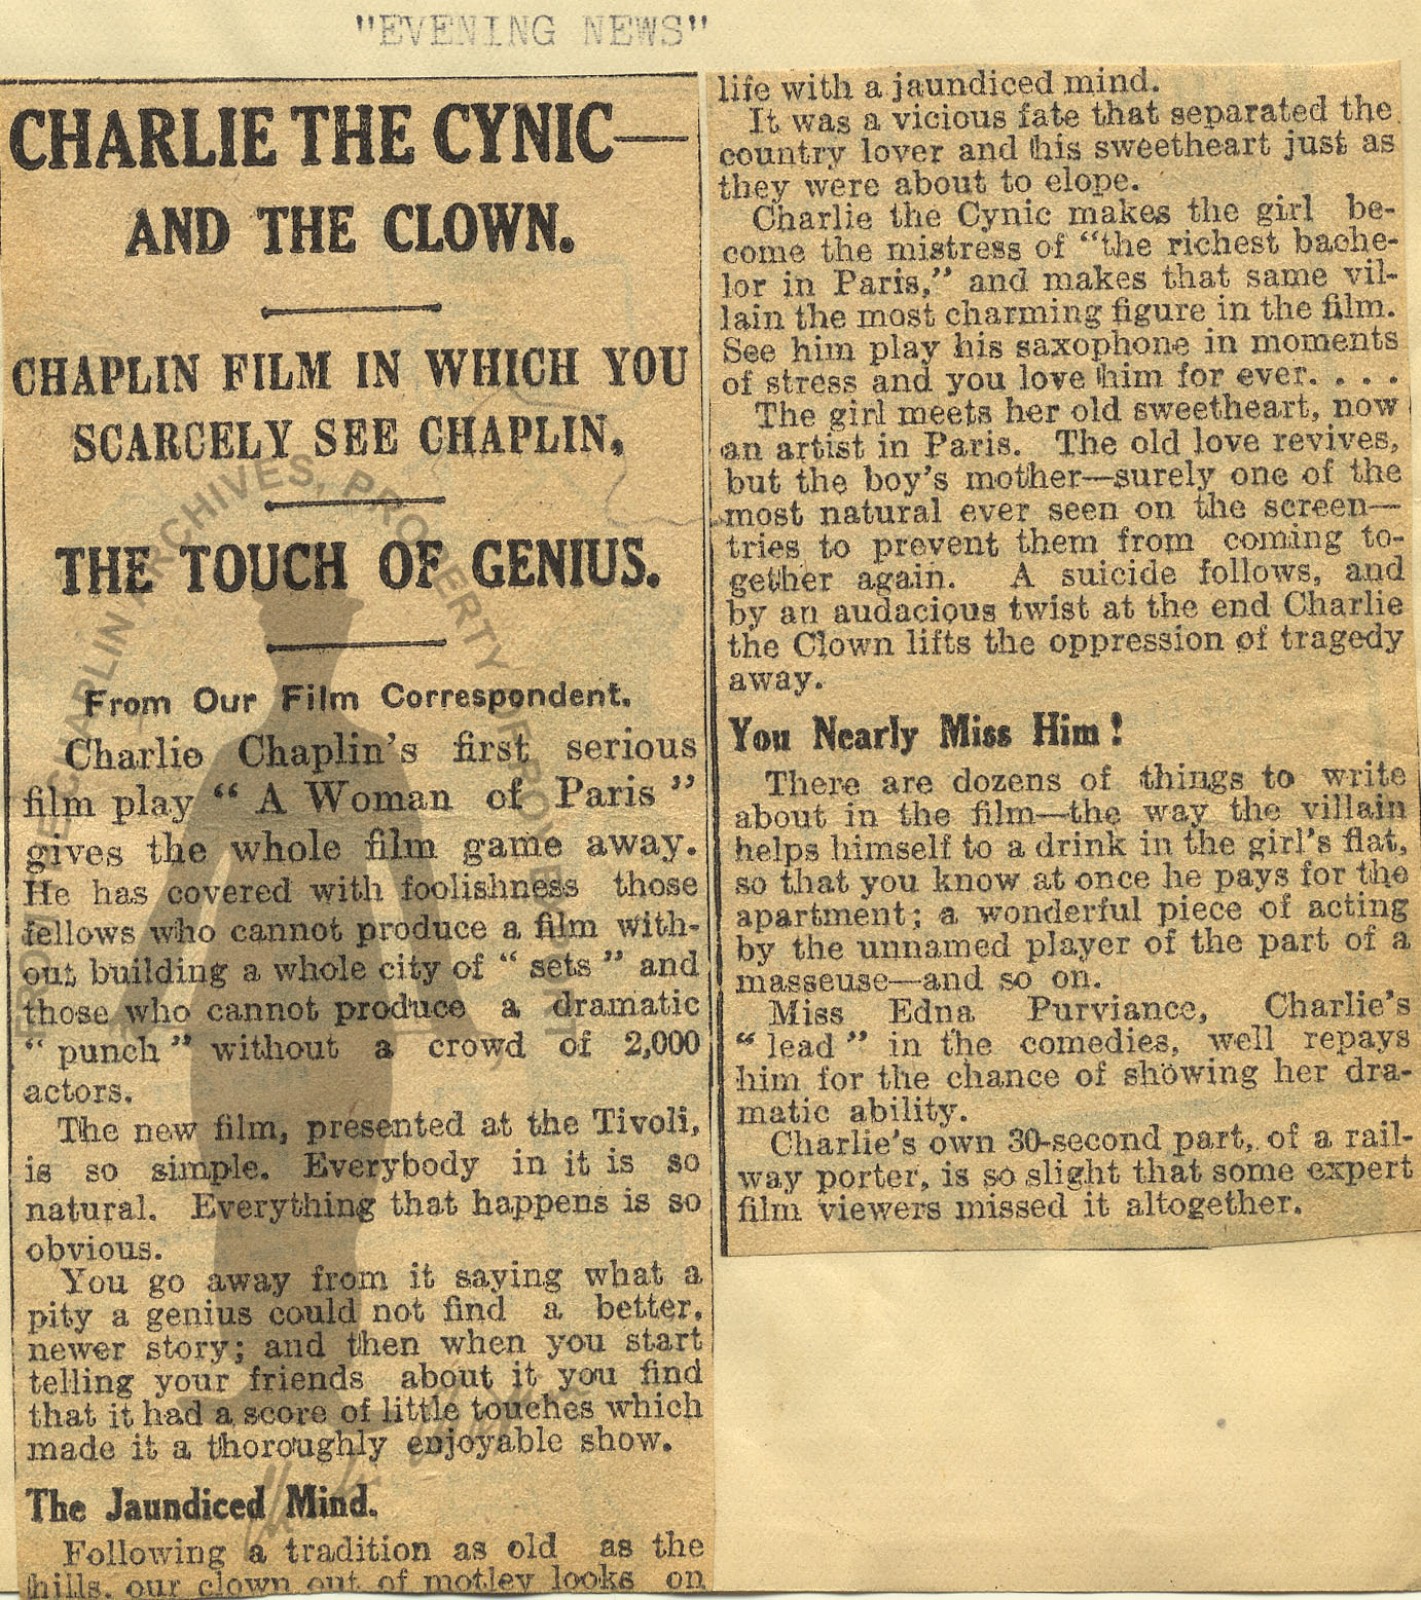 "EVENING NEWS"
CHARLIE THE CYNIC—
AND THE CLOWN.
CHAPLIN FILM IN WHICH YOU
SCARCELY SEE CHAPLIN.
THE TOUCH OF GENIUS.
From Our Film Correspondent.
Charlie Chaplin's first serious
film play "A Woman of Paris"
gives the whole film game away.
He has covered with foolishness those
fellows who cannot produce a film with-
out building a whole city of "sets" and
those who cannot produce a dramatic
"punch" without a crowd of 2,000
actors.
The new film, presented at the Tivoli,
is so simple. Everybody in it is so
natural. Everything that happens is so
obvious.
You go away from it saying what a
pity a genius could not find a better,
newer story; and then when you start
telling your friends about it you find
that it had a score of little touches which
made it a thoroughly enjoyable show.
The Jaundiced Mind.
Following a tradition as old as the
hills, our clown out of motley looks on
life with a jaundiced mind.
It was a vicious fate that separated the
country lover and his sweetheart just as
they were about to elope.
Charlie the Cynic makes the girl be-
come the mistress of "the richest bache-
lor in Paris," and makes that same vil-
lain the most charming figure in the film.
See him play his saxophone in moments
of stress and you love him for ever. . . .
The girl meets her old sweetheart, now
an artist in Paris. The old love revives,
but the boy's mother—surely one of the
most natural ever seen on the screen—
tries to prevent them from coming to-
gether again. A suicide follows, and
by an audacious twist at the end Charlie
the Clown lifts the oppression of tragedy
away.
You Nearly Miss Him!
There are dozens of things to write
about in the film—the way the villain
helps himself to a drink in the girl's flat,
so that you know at once he pays for the
apartment; a wonderful piece of acting
by the unnamed player of the part of a
masseuse—and so on.
Miss Edna Purviance, Charlie's
"lead" in the comedies, well repays
him for the chance of showing her dra-
matic ability.
Charlie's own 30-second part, of a rail-
way porter, is so slight that some expert
film viewers missed it altogether.
CHAPLIN ARCHIVES, PROPERTY OF ROY EXPORT